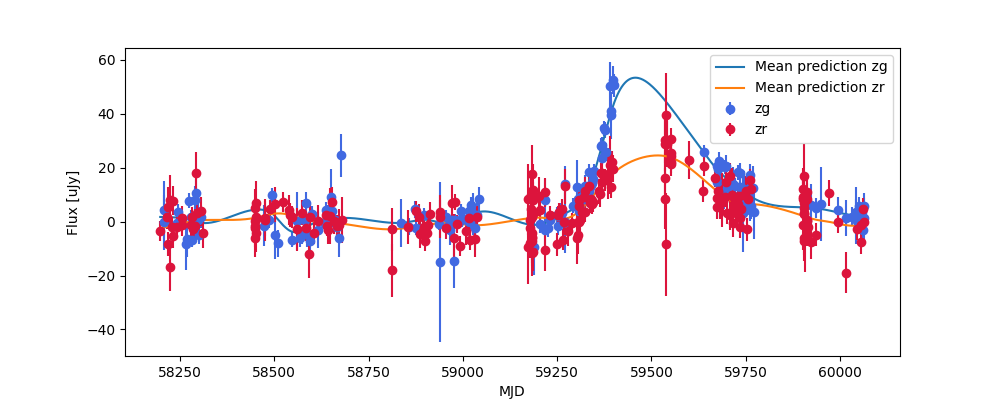 60
40
20
0
−20
−40
Flux [uJy]
58250
58500
58750
59000
59250
59500
59750
60000
MJD
Mean prediction zg
Mean prediction zr
zg
zr